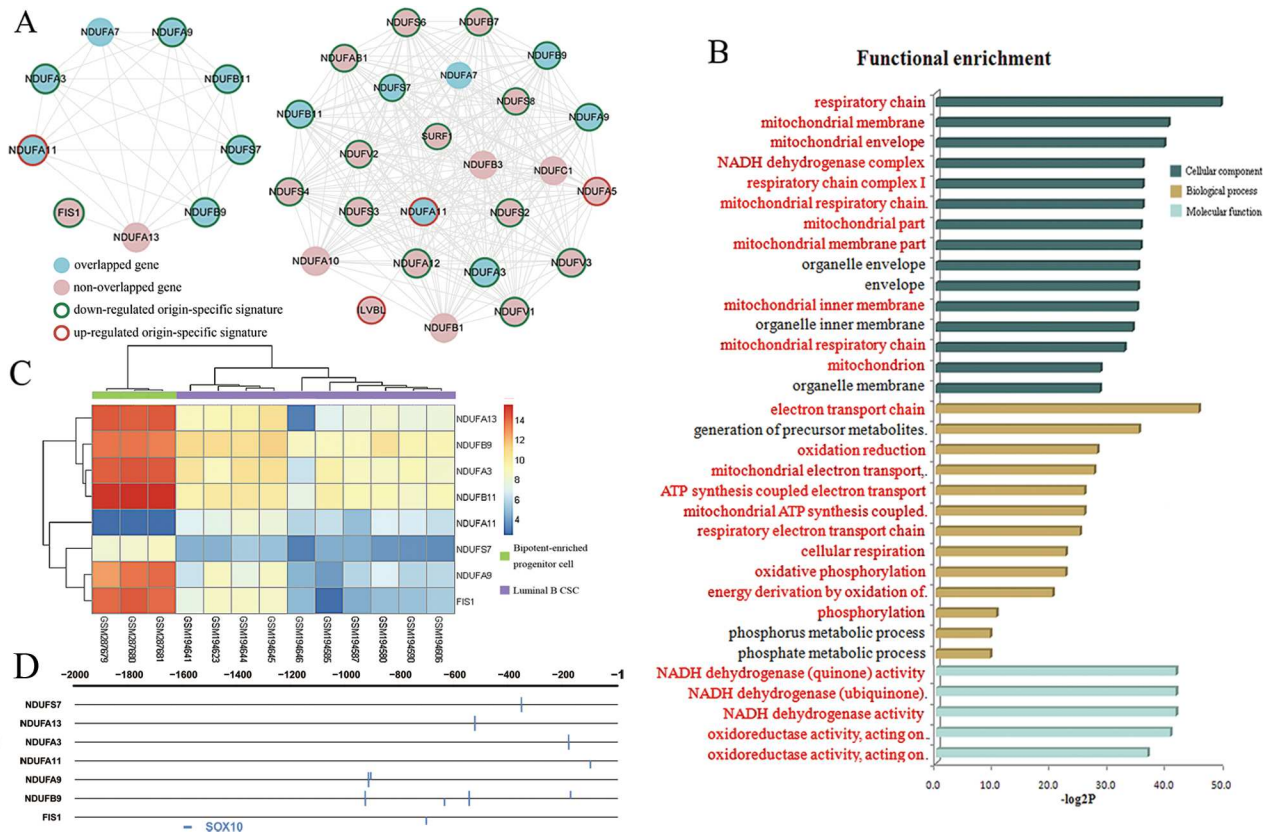 A
NDUFA7
NDUFA9
NDUFA3
NDUFB11
NDUFA11
NDUFS7
FIS1
NDUFB9
NDUFA13
overlapped gene
non-overlapped gene
down-regulated origin-specific signature
up-regulated origin-specific signature
NDUFS6
NDUFB7
NDUFAB1
NDUFB9
NDUFA7
NDUFS7
NDUFS8
NDUFB11
NDUFA9
SURF1
NDUFV2
NDUFB3
NDUFC1
NDUFS4
NDUFA5
NDUFS3
NDUFA11
NDUFS2
NDUFA10
NDUFA12
NDUFA3
NDUFV3
ILVBL
NDUFV1
NDUFB1
B
Functional enrichment
respiratory chain
mitochondrial membrane
mitochondrial envelope
NADH dehydrogenase complex
respiratory chain complex I
mitochondrial respiratory chain.
mitochondrial part
mitochondrial membrane part
organelle envelope
envelope
mitochondrial inner membrane
organelle inner membrane
mitochondrial respiratory chain
mitochondrion
organelle membrane
electron transport chain
generation of precursor metabolites.
oxidation reduction
mitochondrial electron transport,.
ATP synthesis coupled electron transport
mitochondrial ATP synthesis coupled.
respiratory electron transport chain
cellular respiration
oxidative phosphorylation
energy derivation by oxidation of.
phosphorylation
phosphorus metabolic process
phosphate metabolic process
NADH dehydrogenase (quinone) activity
NADH dehydrogenase (ubiquinone).
NADH dehydrogenase activity
oxidoreductase activity, acting on..
oxidoreductase activity, acting on.
Cellular component
Biological process
Molecular function
0.0 10.0 20.0 30.0 40.0 50.0
-log2P
C
NDUFA13
NDUFB9
NDUFA3
NDUFB11
NDUFA11
NDUFS7
NDUFA9
FIS1
14
12
10
8
6
4
Bipotent-enriched
progenitor cell
Luminal B CSC
GSM287679
GSM287680
GSM287681
GSM194641
GSM194623
GSM194644
GSM194645
GSM194646
GSM194585
GSM194587
GSM194580
GSM194590
GSM194606
D
−2000 −1800 −1600 −1400 −1200 −1000 −800 −600 −400 −200 −1
NDUFS7
NDUFA13
NDUFA3
NDUFA11
NDUFA9
NDUFB9
FIS1
SOX10